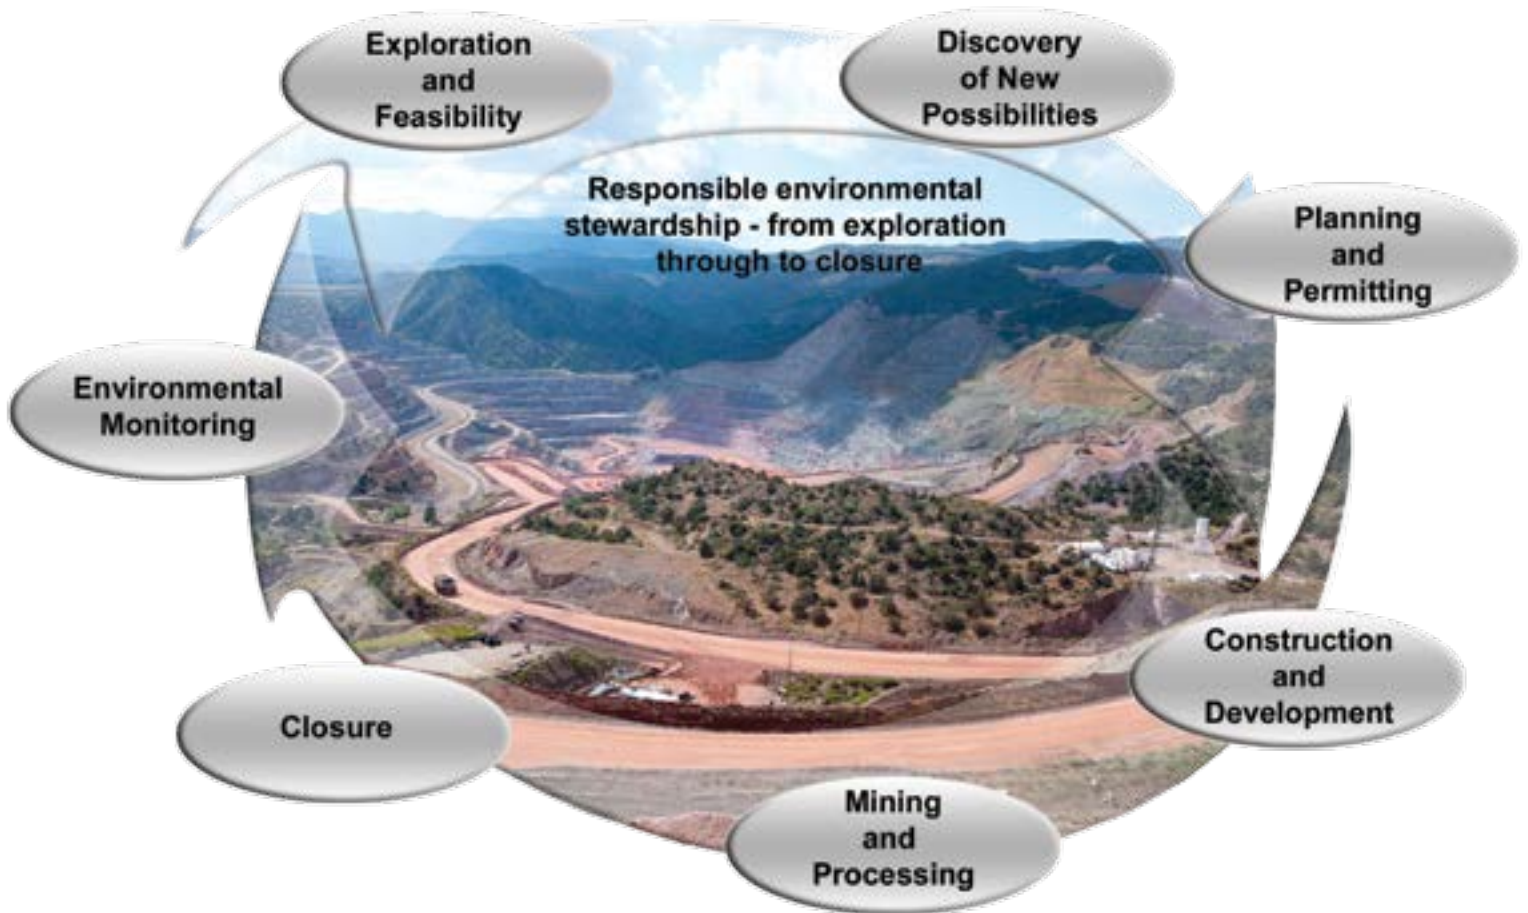 Exploration
and
Feasibility
Discovery
of New
Possibilities
Responsible environmental
stewardship - from exploration
through to closure
Planning
and
Permitting
Environmental
Monitoring
Construction
and
Development
Closure
Mining
and
Processing